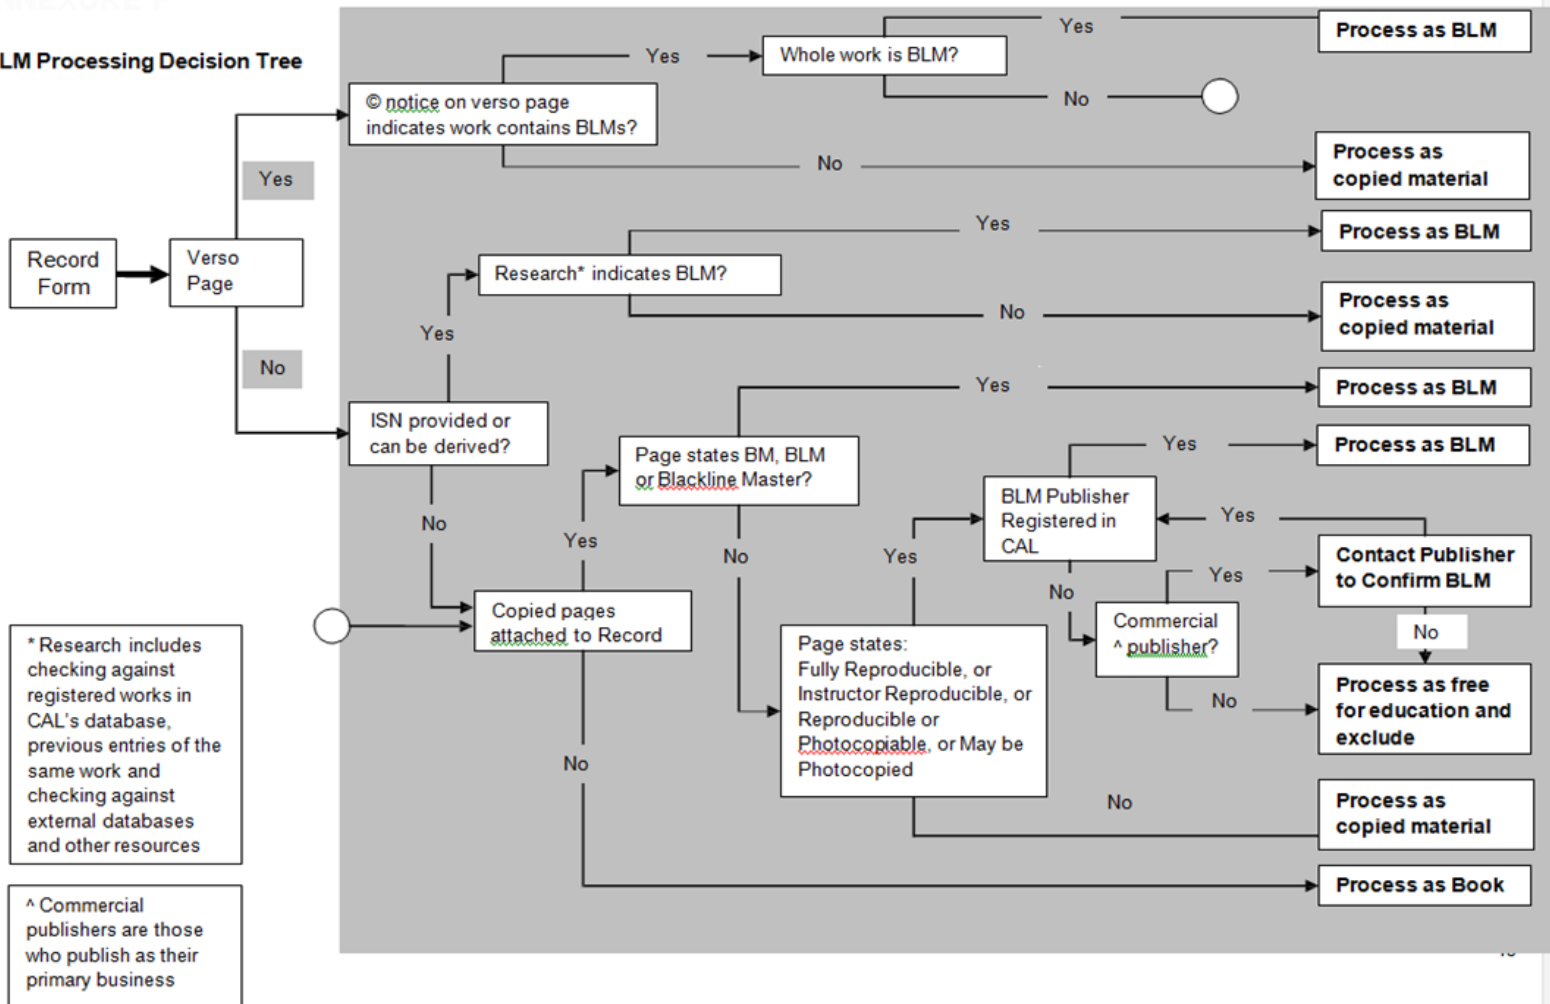 LM Processing Decision Tree
Yes
Process as BLM
Yes
Whole work is BLM?
No
© notice on verso page
indicates work contains BLMs?
No
Process as
copied material
Yes
Record
Form
Verso
Page
Yes
Process as BLM
Research* indicates BLM?
No
Process as
copied material
Yes
No
Yes
Process as BLM
ISN provided or
can be derived?
Page states BM, BLM
or Blackline Master?
Yes
Process as BLM
BLM Publisher
Registered in
CAL
Yes
No
Yes
No
Yes
Contact Publisher
to Confirm BLM
Yes
No
Commercial
^ publisher?
No
Copied pages
attached to Record
Page states:
Fully Reproducible, or
Instructor Reproducible, or
Reproducible or
Photocopiable, or May be
Photocopied
No
Process as free
for education and
exclude
No
No
Process as
copied material
Process as Book
* Research includes
checking against
registered works in
CAL's database,
previous entries of the
same work and
checking against
external databases
and other resources
^ Commercial
publishers are those
who publish as their
primary business